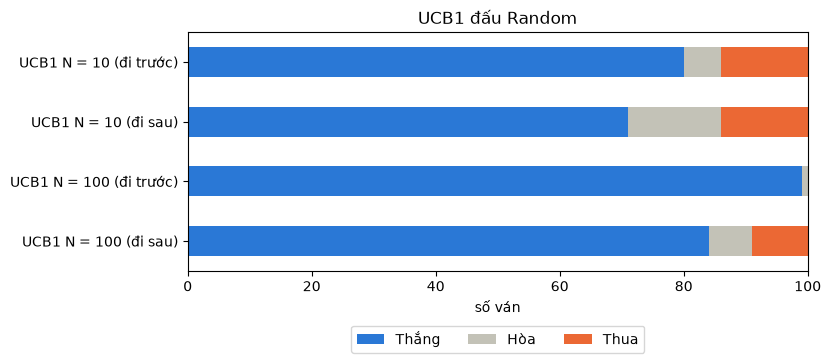 UCB1 đấu Random
UCB1 N = 10 (đi trước)
UCB1 N = 10 (đi sau)
UCB1 N = 100 (đi trước)
UCB1 N = 100 (đi sau)
0 20 40 60 80 100
số ván
Thắng Hòa Thua